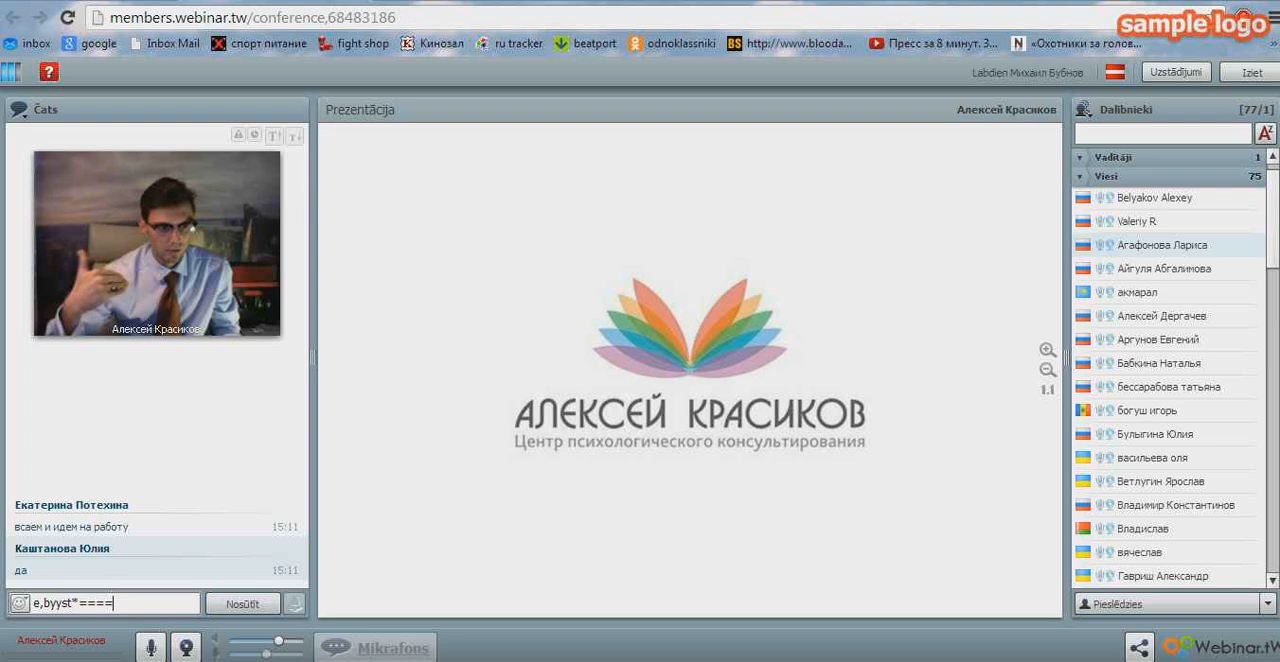 members.webinar.tw/conference,68483186
sample logo
inbox
google
Inbox Mail
спорт питание
fight shop
Кинозал
ru tracker
beatport
odnoklassniki
http://www.blooda...
Пресс за 8 минут. 3...
«Охотники за голов...
Labdien Михаил Бубнов
Uzstādījumi
Iziet
Čats
Алексей Красиков
Екатерина Потехина
всаем и идем на работу 15:11
Каштанова Юлия
да 15:11
e,byyst*====
Nosūtīt
Prezentācija
Алексей Красиков
АЛЕКСЕЙ КРАСИКОВ
Центр психологического консультирования
1.1
Dalībnieki [77/1]
Vadītāji 1
Viesi 75
Belyakov Alexey
Valeriy R
Агафонова Лариса
Айгуля Абгалимова
акмарал
Алексей Дергачев
Аргунов Евгений
Бабкина Наталья
бессарабова татьяна
богуш игорь
Булыгина Юлия
васильева оля
Ветлугин Ярослав
Владимир Константинов
Владислав
вячеслав
Гавриш Александр
Pieslēdzies
Алексей Красиков
Mikrafons
Webinar.tw